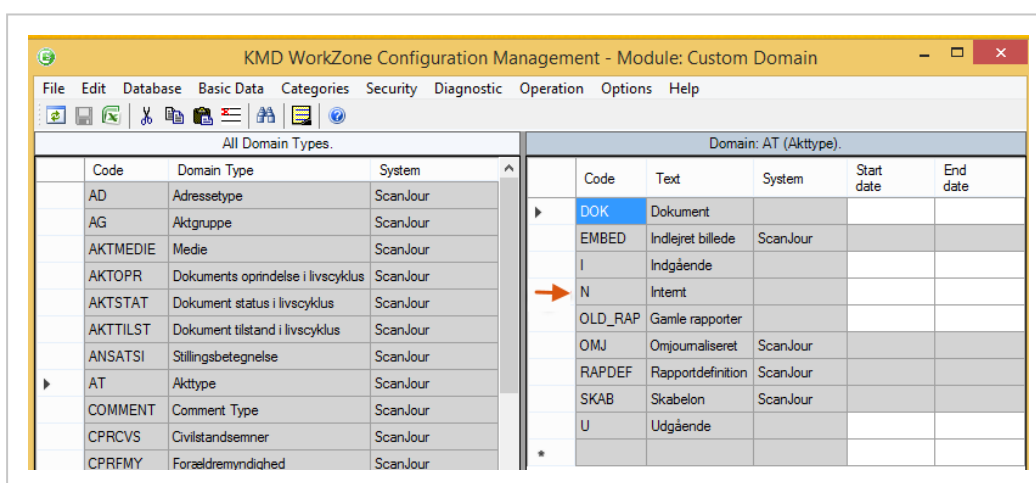 KMD WorkZone Configuration Management - Module: Custom Domain
File Edit Database Basic Data Categories Security Diagnostic Operation Options Help
All Domain Types.
Code Domain Type System
AD Adressetype ScanJour
AG Aktgruppe ScanJour
AKTMEDIE Medie ScanJour
AKTOPR Dokuments oprindelse i livscyklus ScanJour
AKTSTAT Dokument status i livscyklus ScanJour
AKTTILST Dokument tilstand i livscyklus ScanJour
ANSATSI Stillingsbetegnelse ScanJour
AT Akttype ScanJour
COMMENT Comment Type ScanJour
CPRCVS Civilstandsemner ScanJour
CPRFMY Forældremyndighed ScanJour
Domain: AT (Akttype).
Code Text System Start date End date
DOK Dokument
EMBED Indlejret billede ScanJour
I Indgående
N Internt
OLD_RAP Gamle rapporter
OMJ Omjournaliseret ScanJour
RAPDEF Rapportdefinition ScanJour
SKAB Skabelon ScanJour
U Udgående